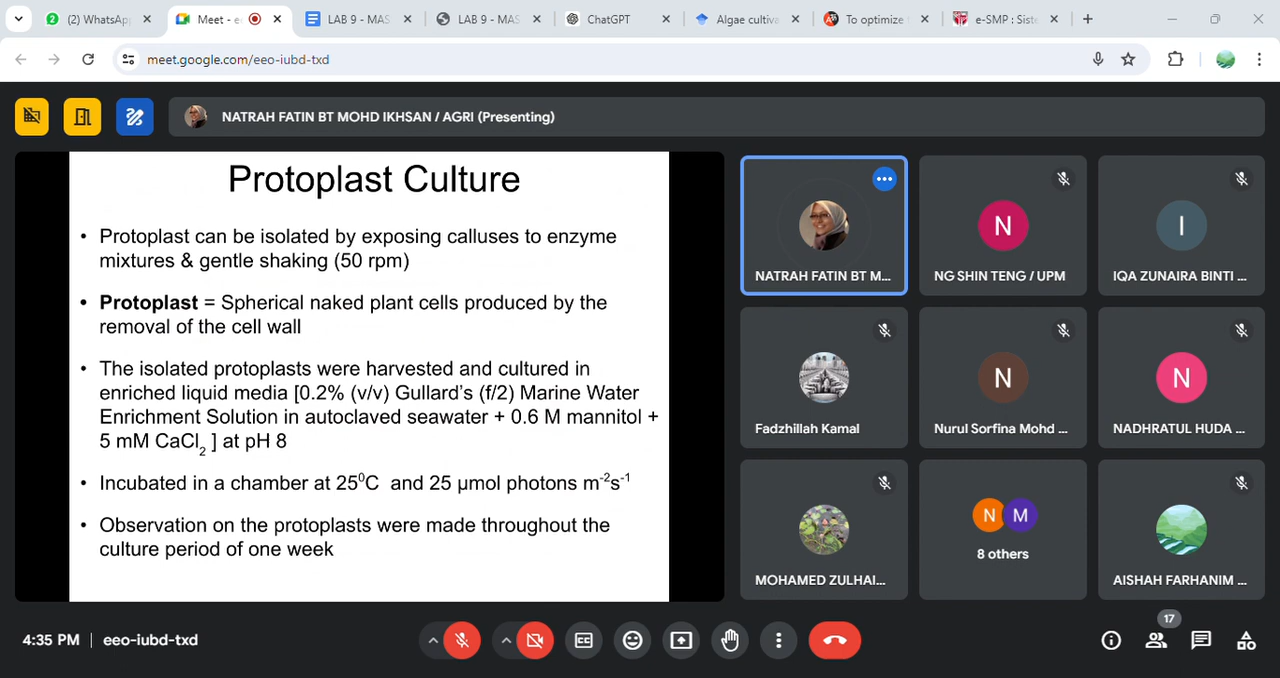 (2) WhatsApp
Meet - ee
LAB 9 - MAS
LAB 9 - MAS
ChatGPT
Algae cultiva
To optimize
e-SMP : Siste
meet.google.com/eeo-iubd-txd
NATRAH FATIN BT MOHD IKHSAN / AGRI (Presenting)
Protoplast Culture
• Protoplast can be isolated by exposing calluses to enzyme
mixtures & gentle shaking (50 rpm)
• Protoplast = Spherical naked plant cells produced by the
removal of the cell wall
• The isolated protoplasts were harvested and cultured in
enriched liquid media [0.2% (v/v) Gullard's (f/2) Marine Water
Enrichment Solution in autoclaved seawater + 0.6 M mannitol +
5 mM CaCl2 ] at pH 8
• Incubated in a chamber at 25⁰C and 25 µmol photons m-2s-1
• Observation on the protoplasts were made throughout the
culture period of one week
NATRAH FATIN BT M...
N
NG SHIN TENG / UPM
I
IQA ZUNAIRA BINTI ...
Fadzhillah Kamal
N
Nurul Sorfina Mohd ...
N
NADHRATUL HUDA ...
MOHAMED ZULHAI...
N M
8 others
AISHAH FARHANIM ...
4:35 PM | eeo-iubd-txd
17